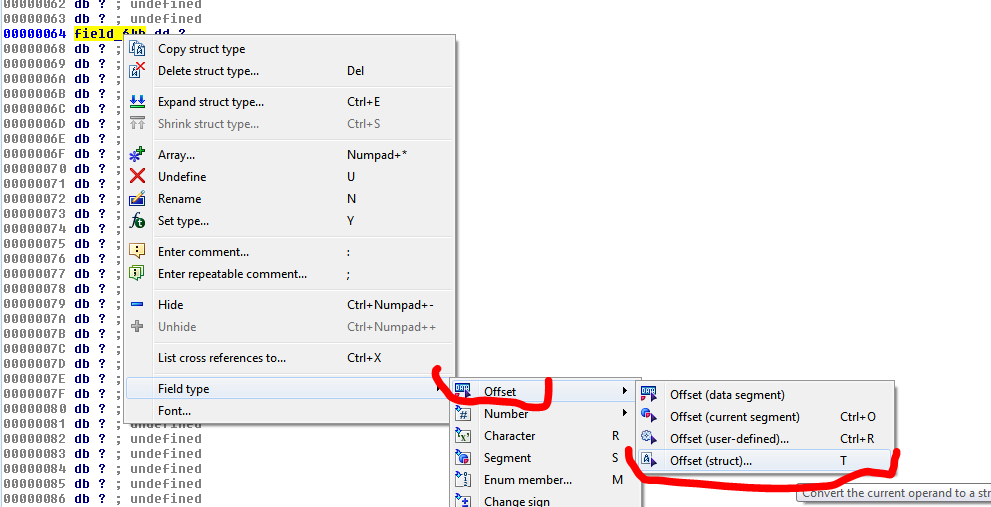 00000062 db ? ; undefined
00000063 db ? ; undefined
00000064 field_64 dd ?
00000068 db ? ;
00000069 db ? ;
0000006A db ? ;
0000006B db ? ;
0000006C db ? ;
0000006D db ? ;
0000006E db ? ;
0000006F db ? ;
00000070 db ? ;
00000071 db ? ;
00000072 db ? ;
00000073 db ? ;
00000074 db ? ;
00000075 db ? ;
00000076 db ? ;
00000077 db ? ;
00000078 db ? ;
00000079 db ? ;
0000007A db ? ;
0000007B db ? ;
0000007C db ? ;
0000007D db ? ;
0000007E db ? ;
0000007F db ? ;
00000080 db ? ;
00000081 db ? ; undefined
00000082 db ? ; undefined
00000083 db ? ; undefined
00000084 db ? ; undefined
00000085 db ? ; undefined
00000086 db ? ; undefined
Copy struct type
Delete struct type... Del
Expand struct type... Ctrl+E
Shrink struct type... Ctrl+S
Array... Numpad+*
Undefine U
Rename N
Set type... Y
Enter comment... :
Enter repeatable comment... ;
Hide Ctrl+Numpad+-
Unhide Ctrl+Numpad++
List cross references to... Ctrl+X
Field type
Font...
Offset
Number
Character R
Segment S
Enum member... M
Change sign
Offset (data segment)
Offset (current segment) Ctrl+O
Offset (user-defined)... Ctrl+R
Offset (struct)... T
Convert the current operand to a str